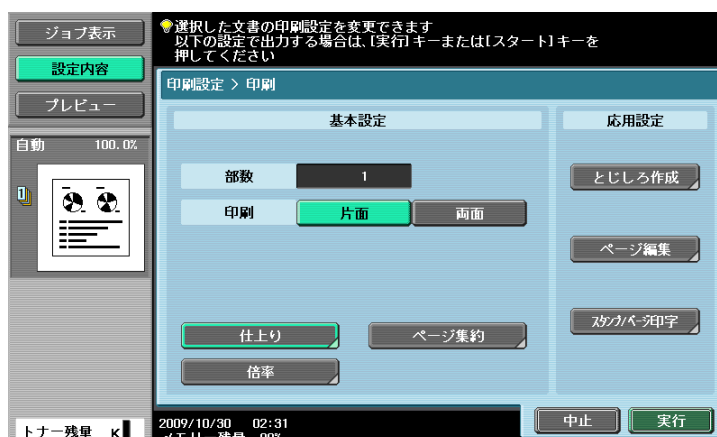 ジョブ表示
設定内容
プレビュー
自動 100.0%
選択した文書の印刷設定を変更できます
以下の設定で出力する場合は、[実行]キーまたは[スタート]キーを
押してください
印刷設定 > 印刷
基本設定
部数 1
印刷 片面 両面
仕上り
ページ集約
倍率
応用設定
とじしろ作成
ページ編集
スタンプ/ページ印字
トナー残量 K
2009/10/30 02:31
メモリー残量 99%
中止
実行